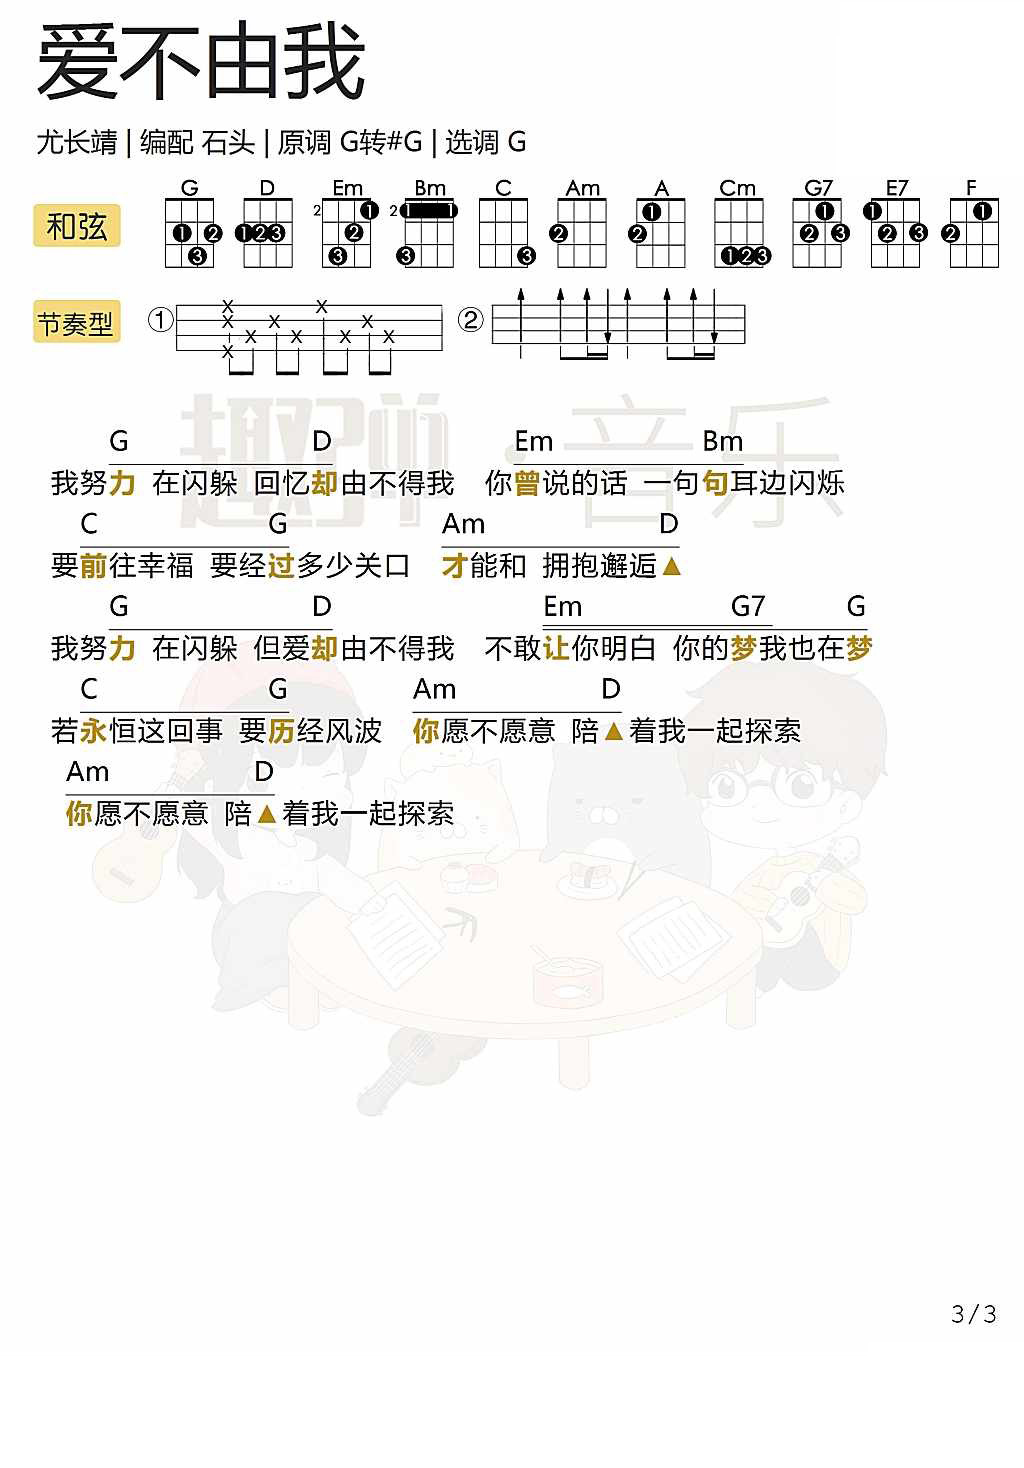 爱不由我
尤长靖 | 编配 石头 | 原调 G转#G | 选调 G
和弦 G D Em Bm C Am A Cm G7 E7 F
节奏型 ① ②
趣弹·音乐
G D Em Bm
我努力 在闪躲 回忆却由不得我 你曾说的话 一句句耳边闪烁
C G Am D
要前往幸福 要经过多少关口 才能和 拥抱邂逅▲
G D Em G7 G
我努力 在闪躲 但爱却由不得我 不敢让你明白 你的梦我也在梦
C G Am D
若永恒这回事 要历经风波 你愿不愿意 陪▲着我一起探索
Am D
你愿不愿意 陪▲着我一起探索
3/3